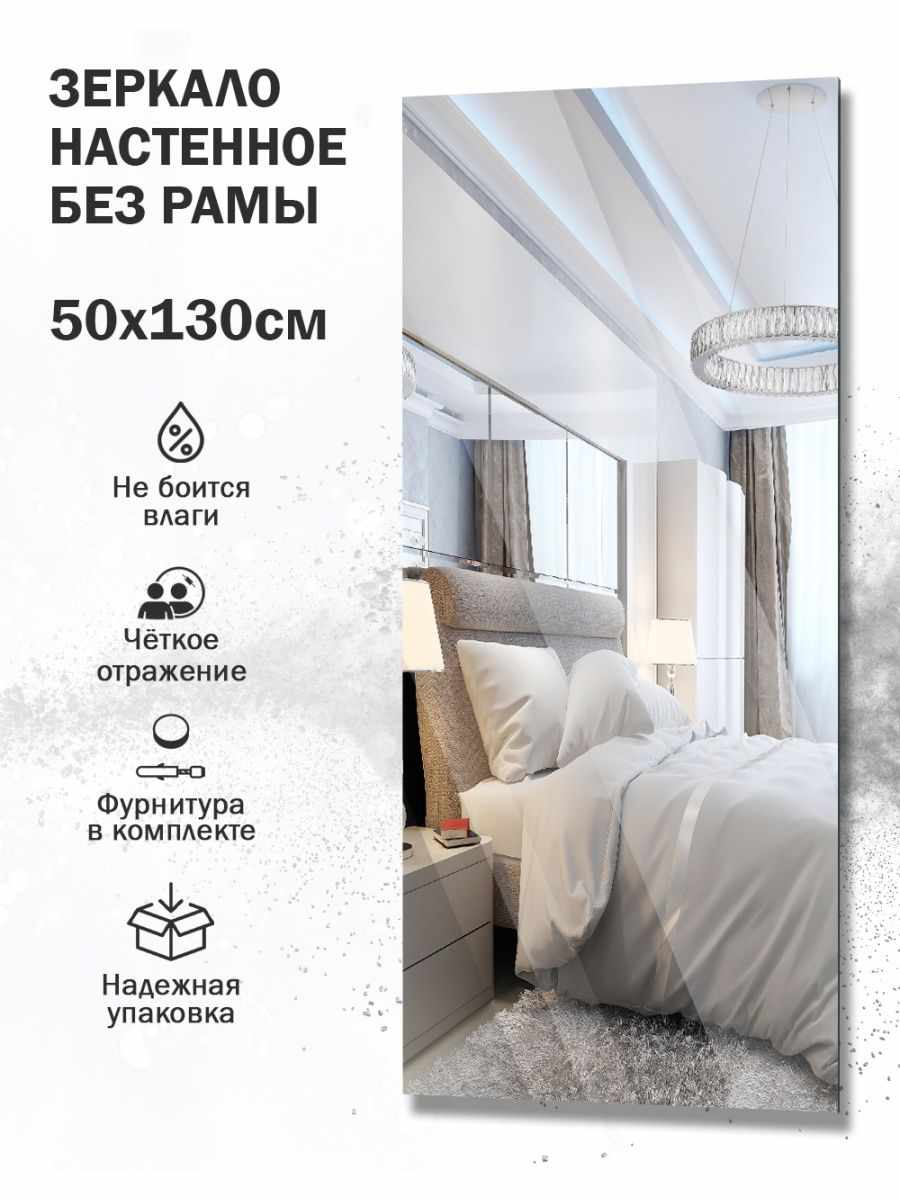 ЗЕРКАЛО
НАСТЕННОЕ
БЕЗ РАМЫ
50х130см
Не боится
влаги
Чёткое
отражение
Фурнитура
в комплекте
Надежная
упаковка